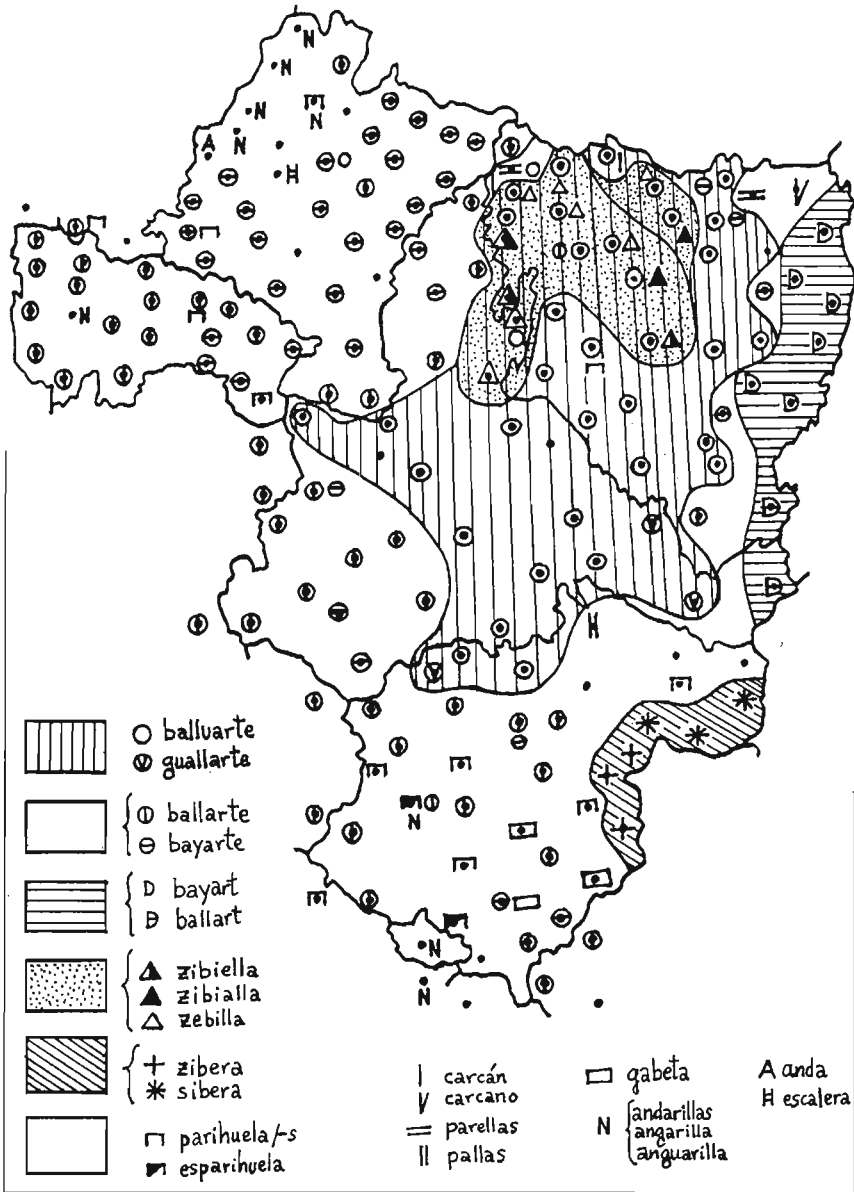 balluarte
guallarte
ballarte
bayarte
bayart
ballart
zibiella
zibialla
zebilla
zibera
sibera
parihuela/-s
esparihuela
carcán
carcano
parellas
pallas
gabeta
N
andarillas
angarilla
anguarilla
A anda
H escalera